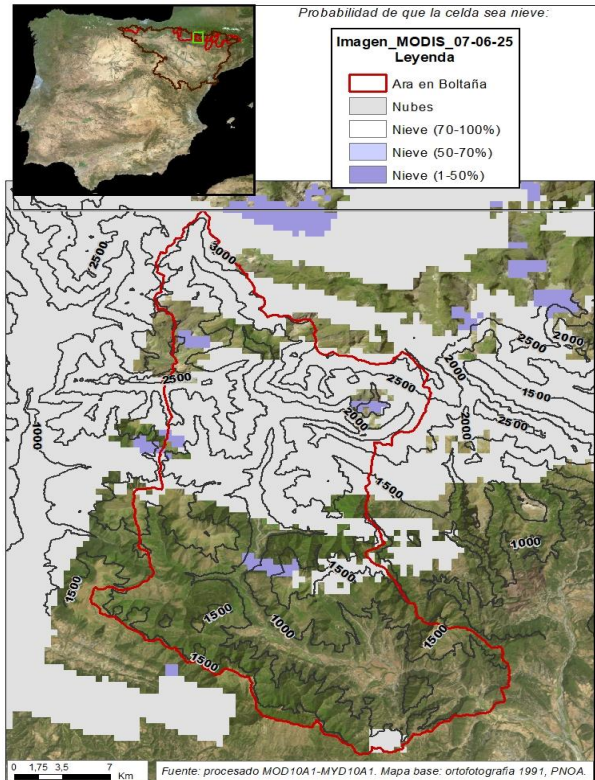 Probabilidad de que la celda sea nieve:
Imagen_MODIS_07-06-25
Leyenda
Ara en Boltaña
Nubes
Nieve (70-100%)
Nieve (50-70%)
Nieve (1-50%)
2500
3000
2500
2000
2500
2000
1500
2500
2500
2000
2000
1000
1500
1000
1500
1500
1500
1000
1500
1500
0 1,75 3,5 7
Km
Fuente: procesado MOD10A1-MYD10A1. Mapa base: ortofotografía 1991, PNOA.